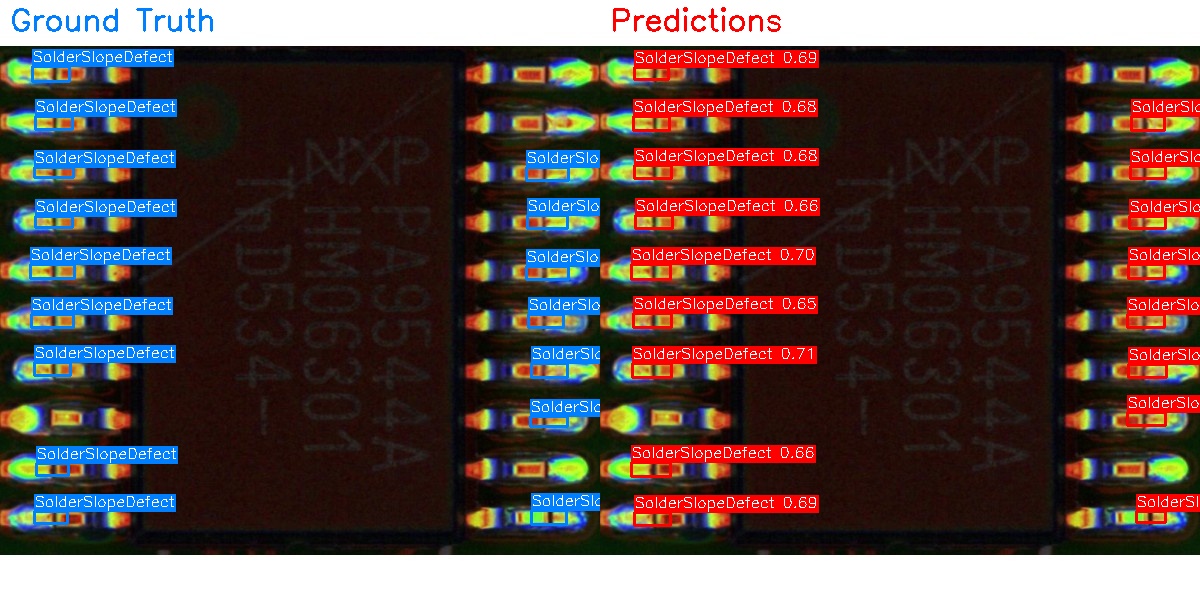 Ground Truth
Predictions
SolderSlopeDefect
SolderSlopeDefect 0.69
SolderSlopeDefect
SolderSlopeDefect 0.68
SolderSlo
SolderSlopeDefect
SolderSlo
SolderSlopeDefect 0.68
SolderSlo
SolderSlopeDefect
SolderSlo
SolderSlopeDefect 0.66
SolderSlo
SolderSlopeDefect
SolderSlo
SolderSlopeDefect 0.70
SolderSlo
SolderSlopeDefect
SolderSlo
SolderSlopeDefect 0.65
SolderSlo
SolderSlopeDefect
SolderSlo
SolderSlopeDefect 0.71
SolderSlo
SolderSlo
SolderSlo
SolderSlopeDefect
SolderSlopeDefect 0.66
SolderSlopeDefect
SolderSlo
SolderSlopeDefect 0.69
SolderSl
NXP
PA9544A
HM06301
TnD534
NXP
PA9544A
HM06301
TnD534